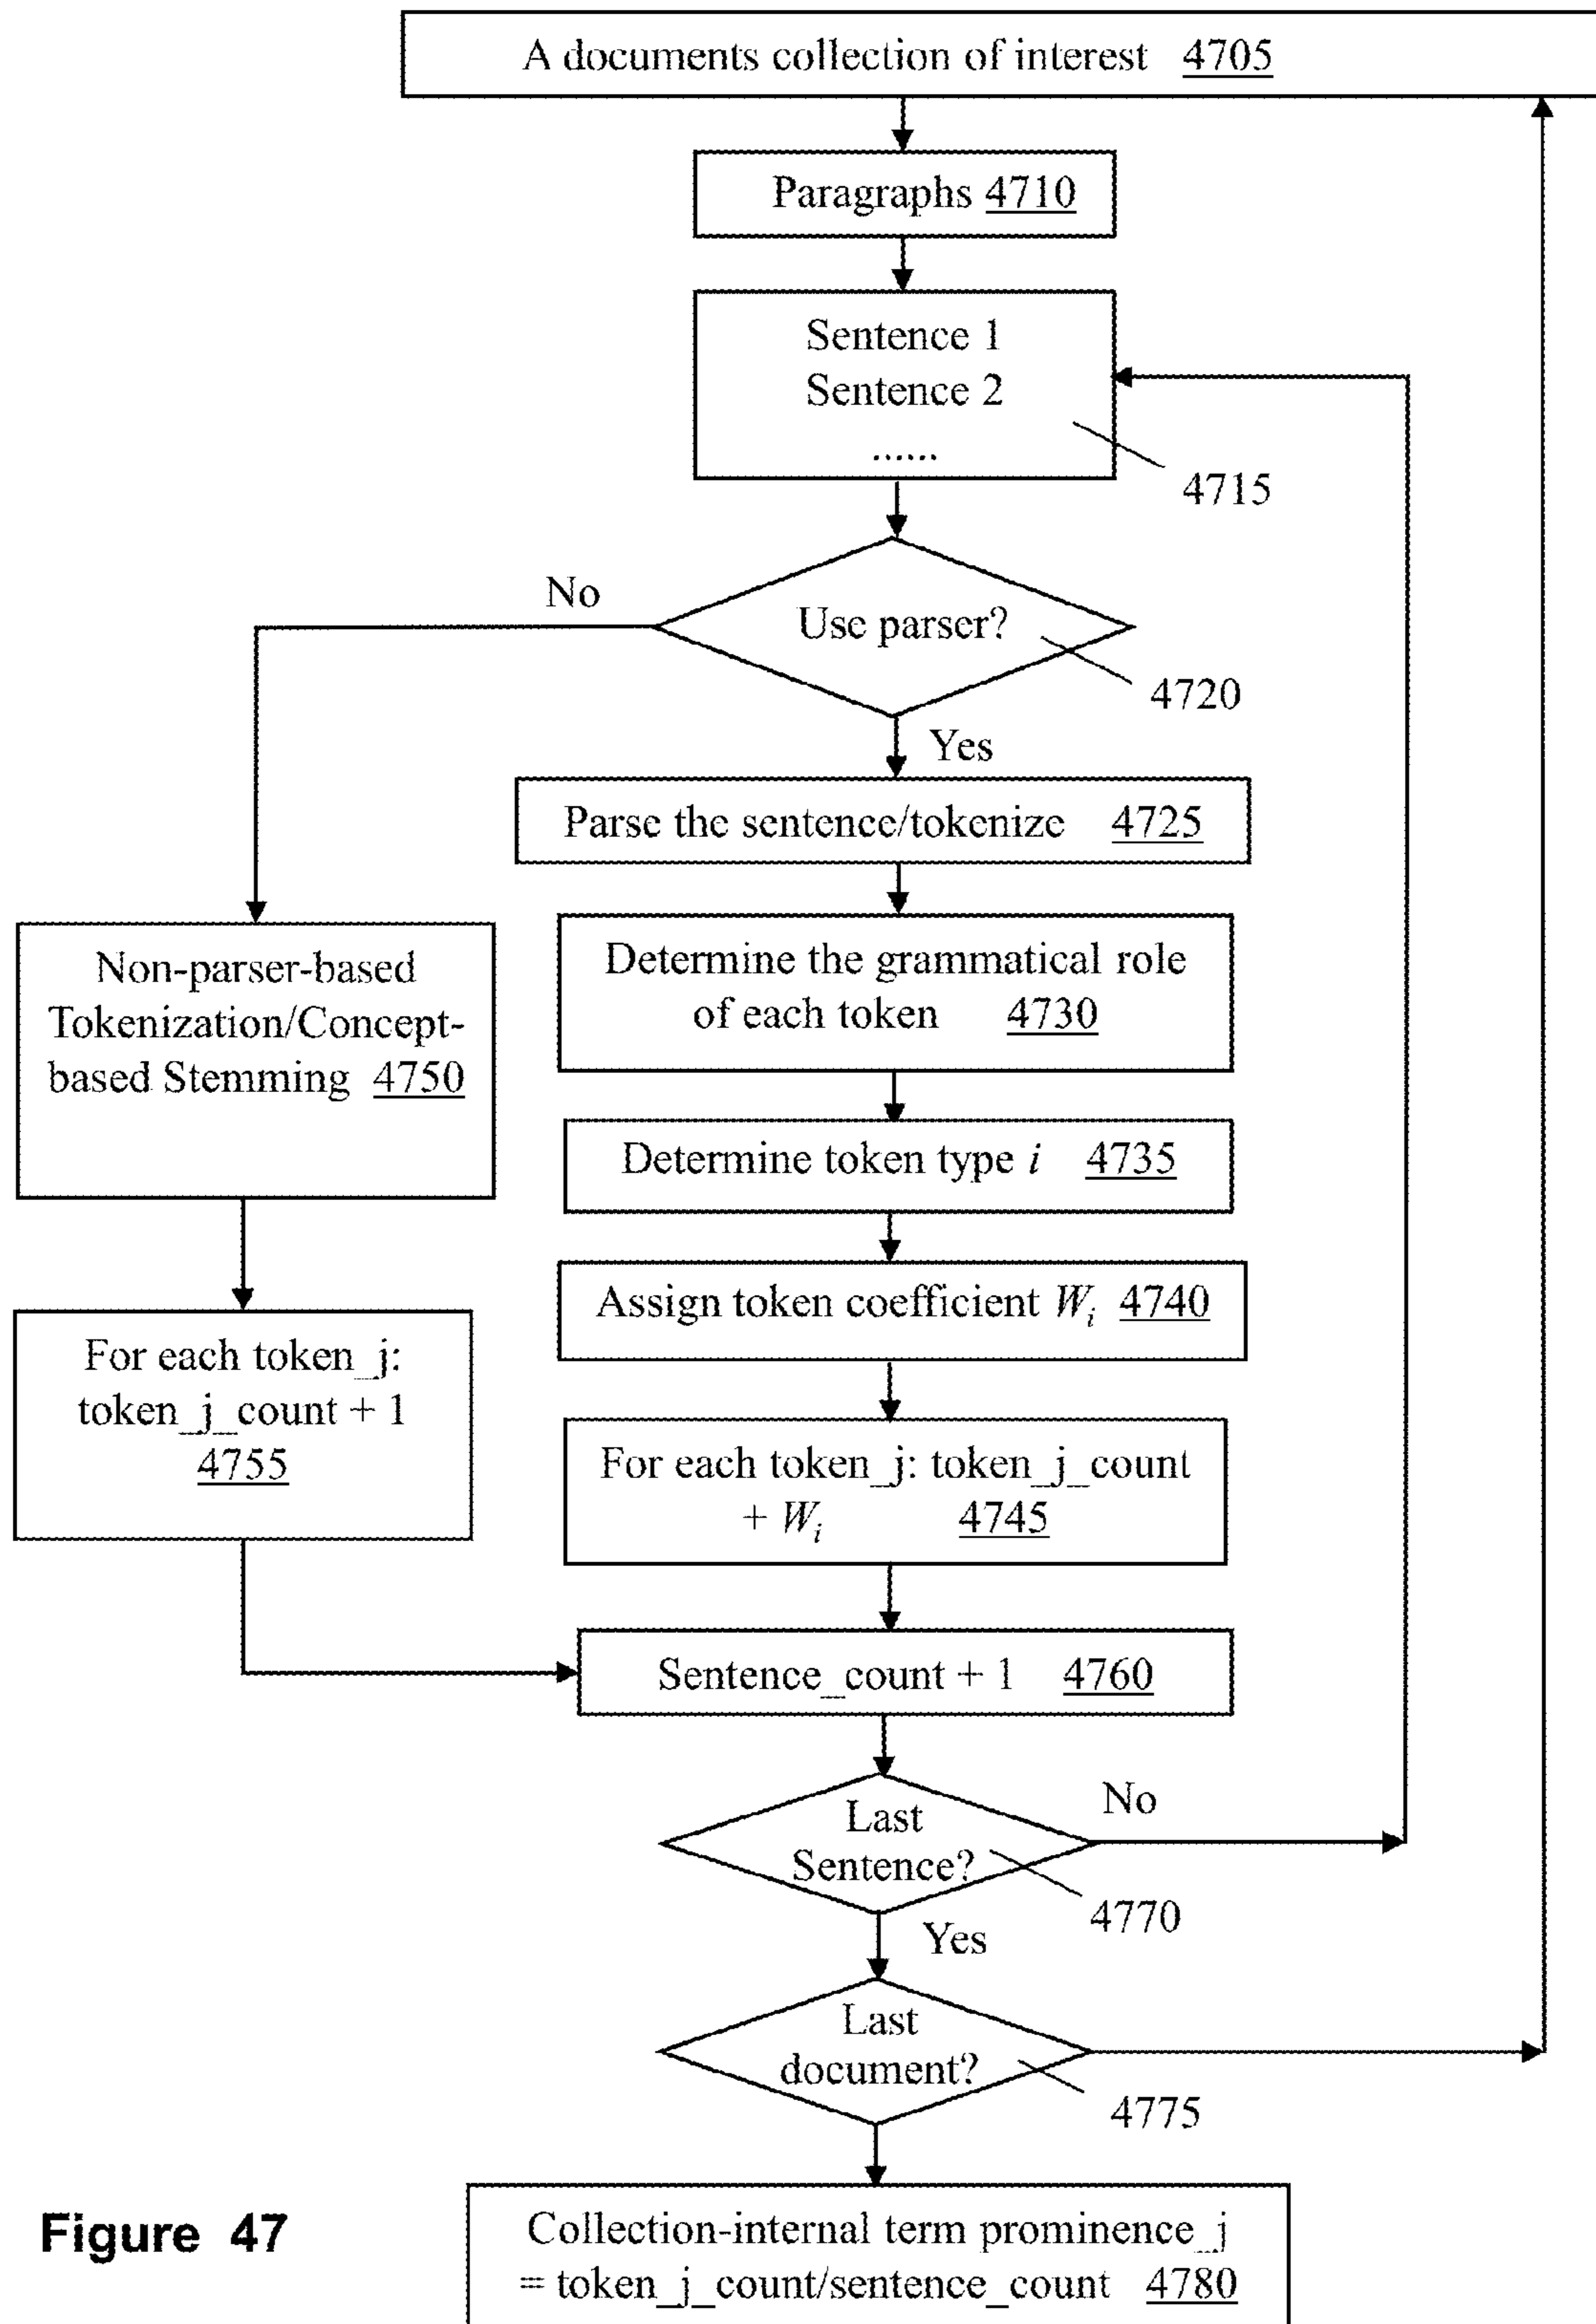 A documents collection of interest 4705
Paragraphs 4710
Sentence 1
Sentence 2
......
4715
No
Use parser?
4720
Yes
Parse the sentence/tokenize 4725
Non-parser-based
Tokenization/Concept-
based Stemming 4750
Determine the grammatical role
of each token 4730
Determine token type i 4735
Assign token coefficient Wi 4740
For each token_j:
token_j_count + 1
4755
For each token_j: token_j_count
+ Wi 4745
Sentence_count + 1 4760
Last
Sentence?
No
4770
Yes
Last
document?
4775
Figure 47
Collection-internal term prominence_j
= token_j_count/sentence_count 4780